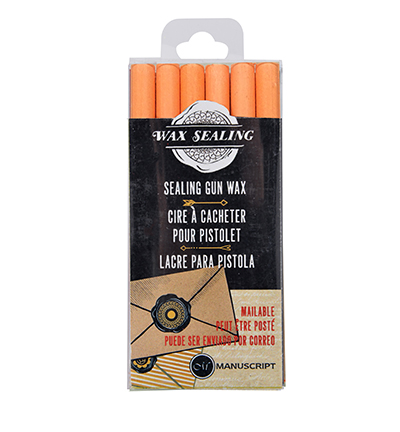 WAX SEALING
SEALING GUN WAX
CIRE À CACHETER
POUR PISTOLET
LACRE PARA PISTOLA
MAILABLE
PEUT ÊTRE POSTÉ
PUEDE SER ENVIADO POR CORREO
MANUSCRIPT